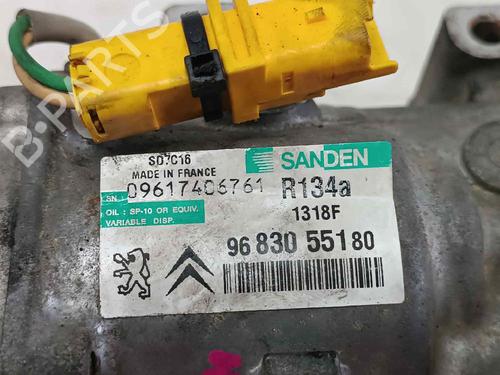 SD7C16
MADE IN FRANCE
SANDEN
SN
09617406761
R134a
OIL : SP-10 OR EQUIV.
VARIABLE DISP.
1318F
96 830 551 80
B-PARTS